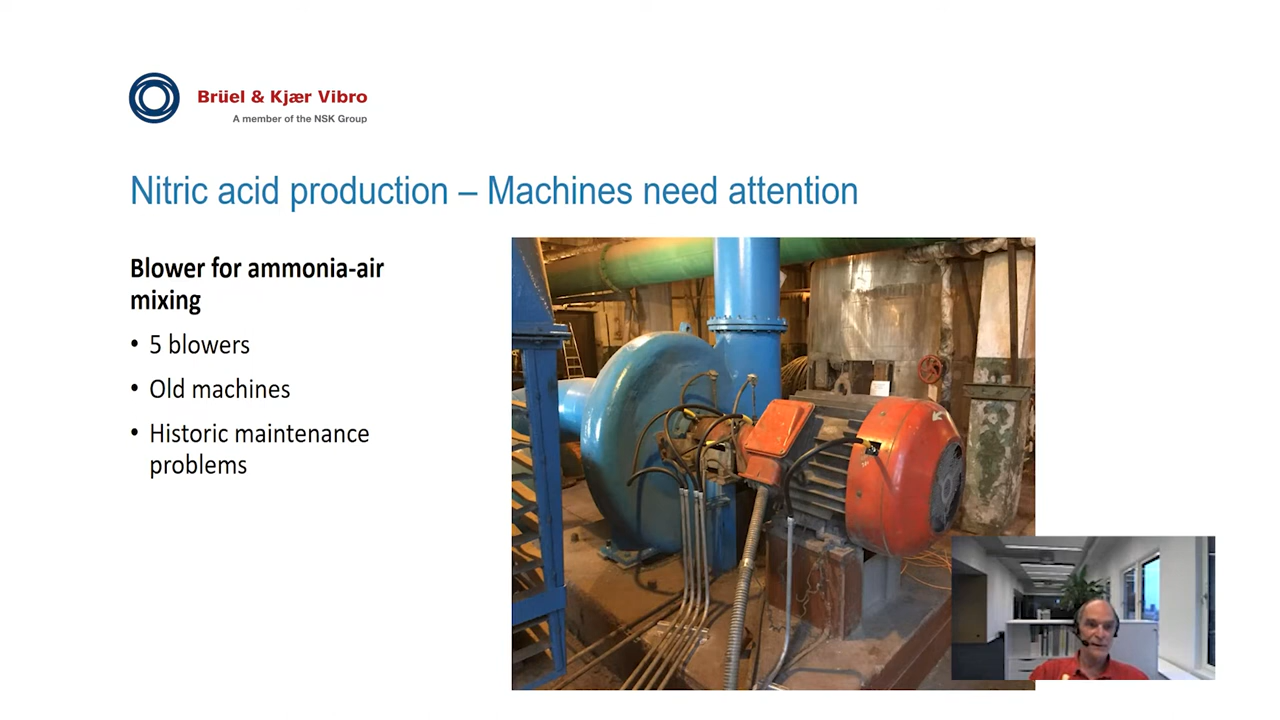 Brüel & Kjær Vibro
A member of the NSK Group
Nitric acid production – Machines need attention
Blower for ammonia-air
mixing
• 5 blowers
• Old machines
• Historic maintenance
problems